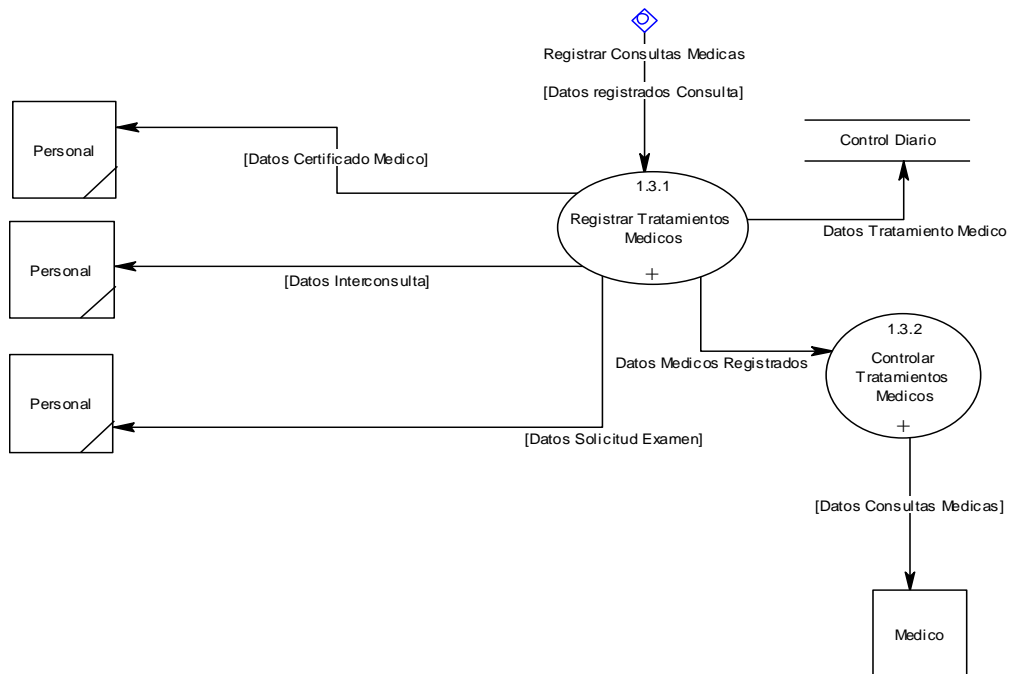 Registrar Consultas Medicas
[Datos registrados Consulta]
Personal
[Datos Certificado Medico]
Control Diario
1.3.1
Registrar Tratamientos
Medicos
+
Datos Tratamiento Medico
Personal
[Datos Interconsulta]
1.3.2
Controlar
Tratamientos
Medicos
+
Datos Medicos Registrados
Personal
[Datos Solicitud Examen]
[Datos Consultas Medicas]
Medico